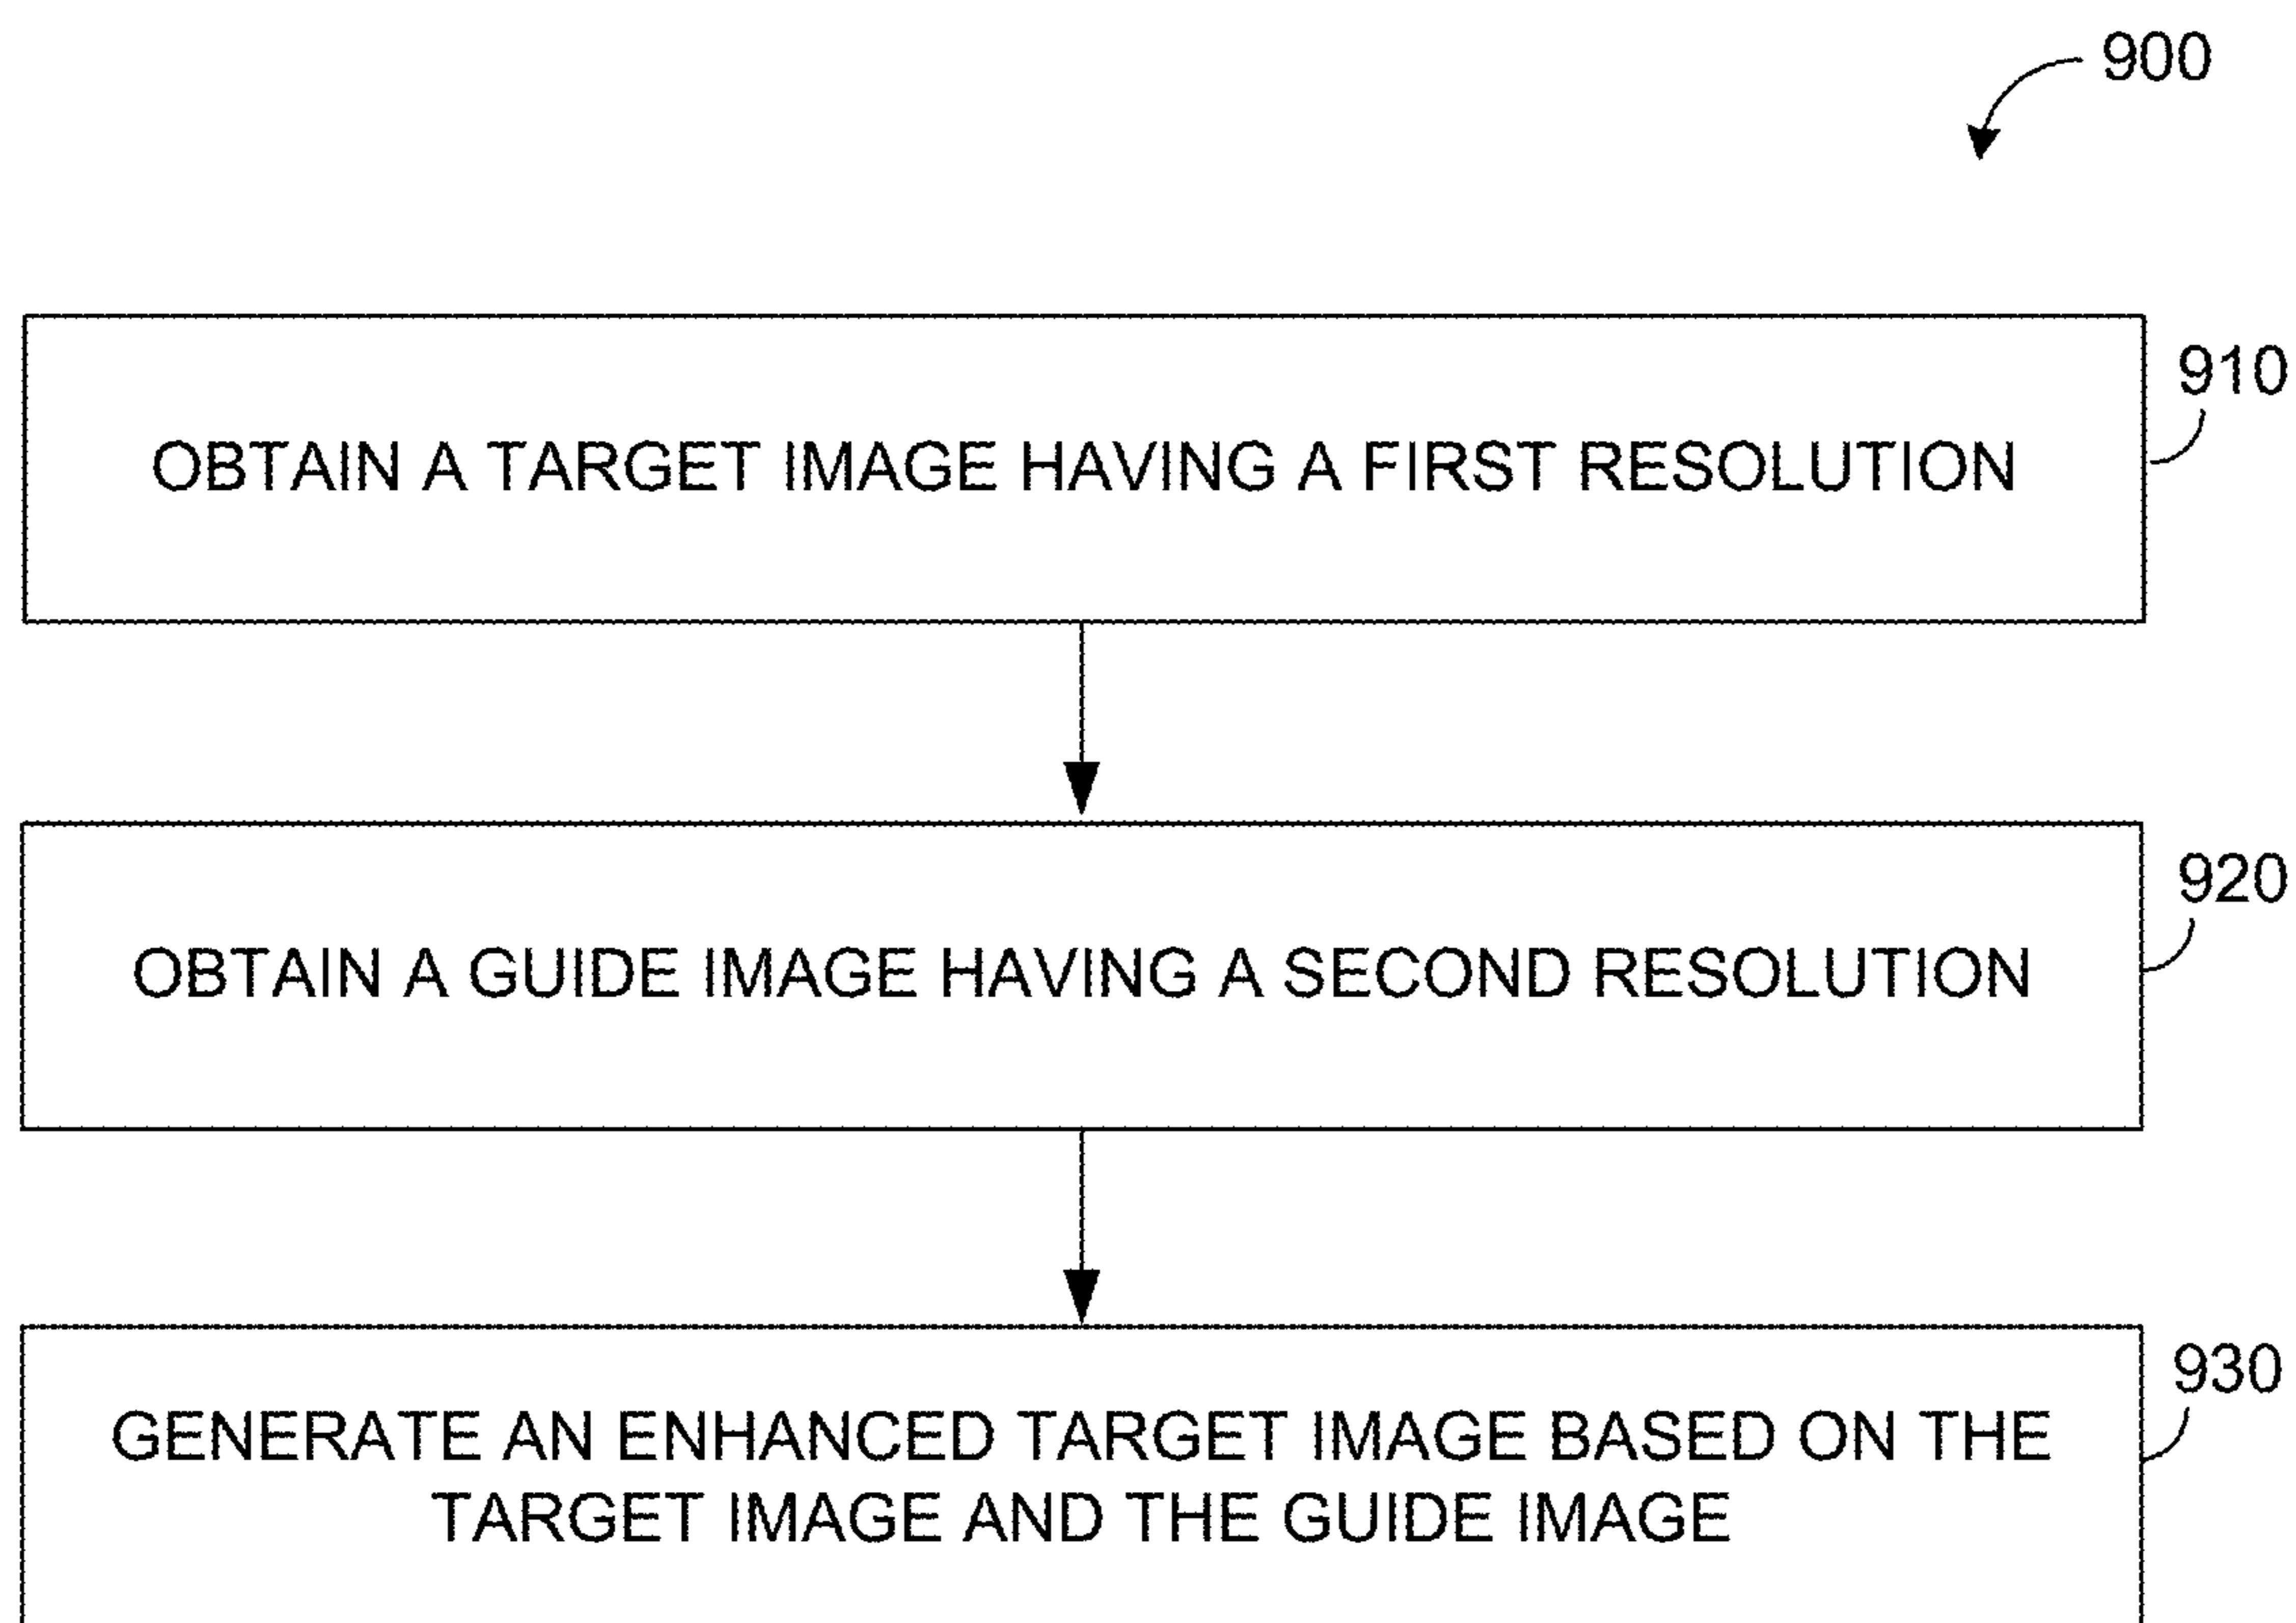 900
OBTAIN A TARGET IMAGE HAVING A FIRST RESOLUTION
910
OBTAIN A GUIDE IMAGE HAVING A SECOND RESOLUTION
920
GENERATE AN ENHANCED TARGET IMAGE BASED ON THE
TARGET IMAGE AND THE GUIDE IMAGE
930